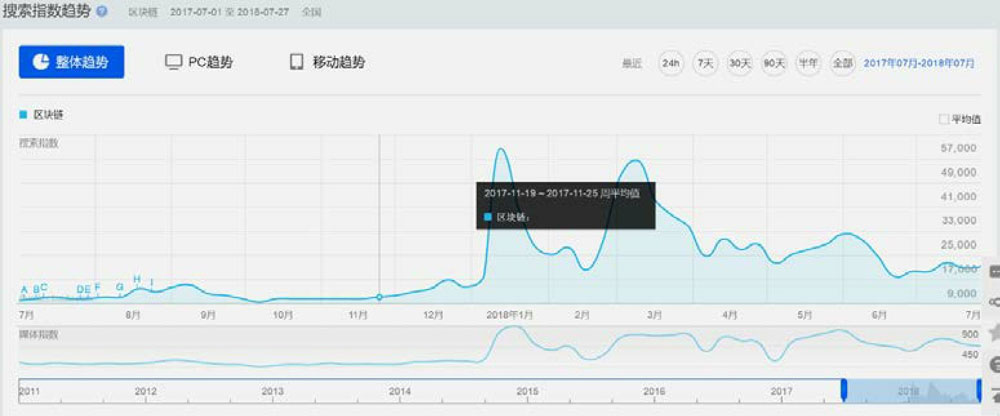 搜索指数趋势 ? 区块链 2017-07-01 至 2018-07-27 全国
整体趋势 PC趋势 移动趋势 最近 24h 7天 30天 90天 半年 全部 2017年07月-2018年07月
区块链 平均值
搜索指数
57,000
49,000
41,000
33,000
25,000
17,000
9,000
2017-11-19 ~ 2017-11-25 周平均值
区块链:
A B C D E F G H I
7月 8月 9月 10月 11月 12月 2018年1月 2月 3月 4月 5月 6月 7月
媒体指数
900
450
2011 2012 2013 2014 2015 2016 2017 2018